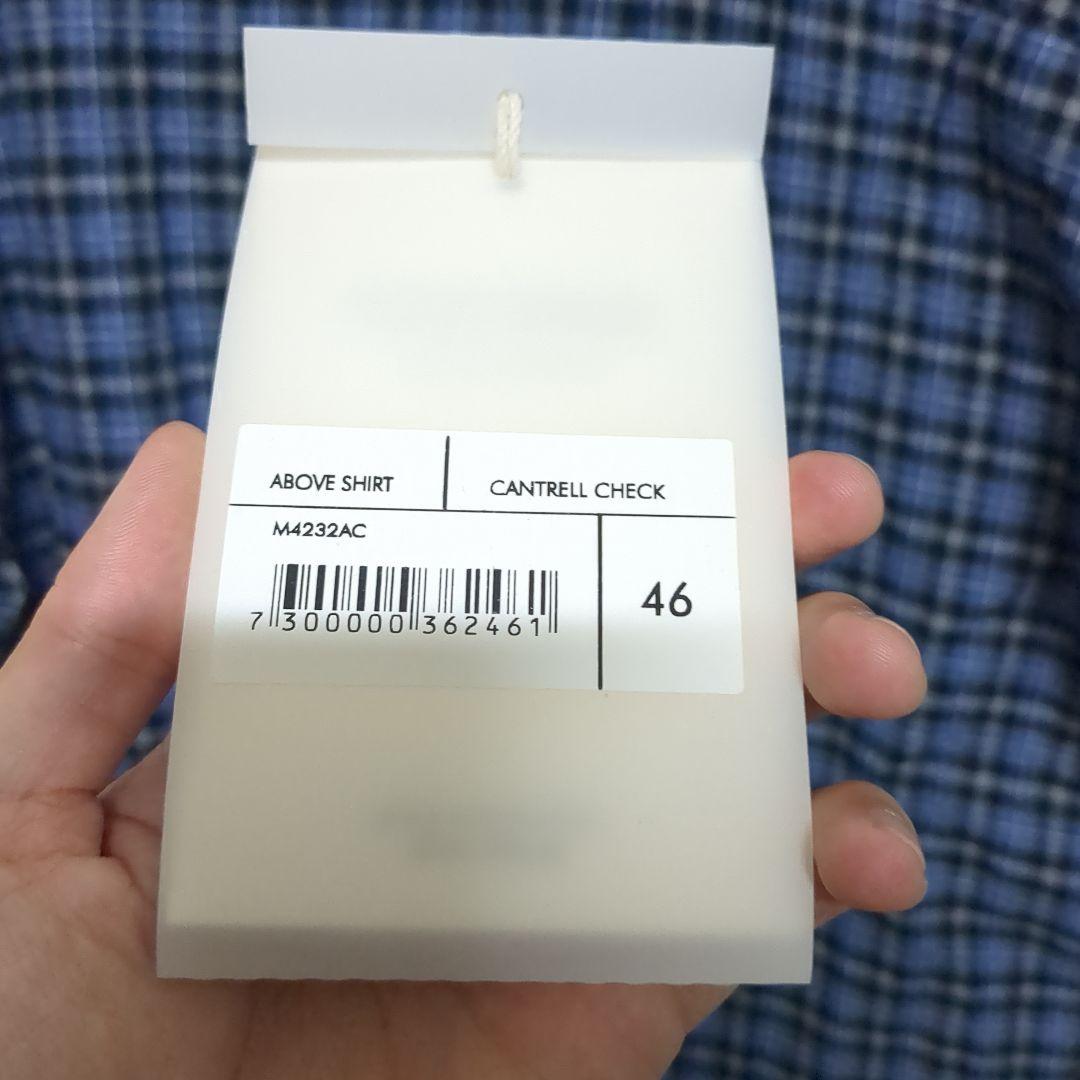 ABOVE SHIRT
CANTRELL CHECK
M4232AC
46
7 300000 362461